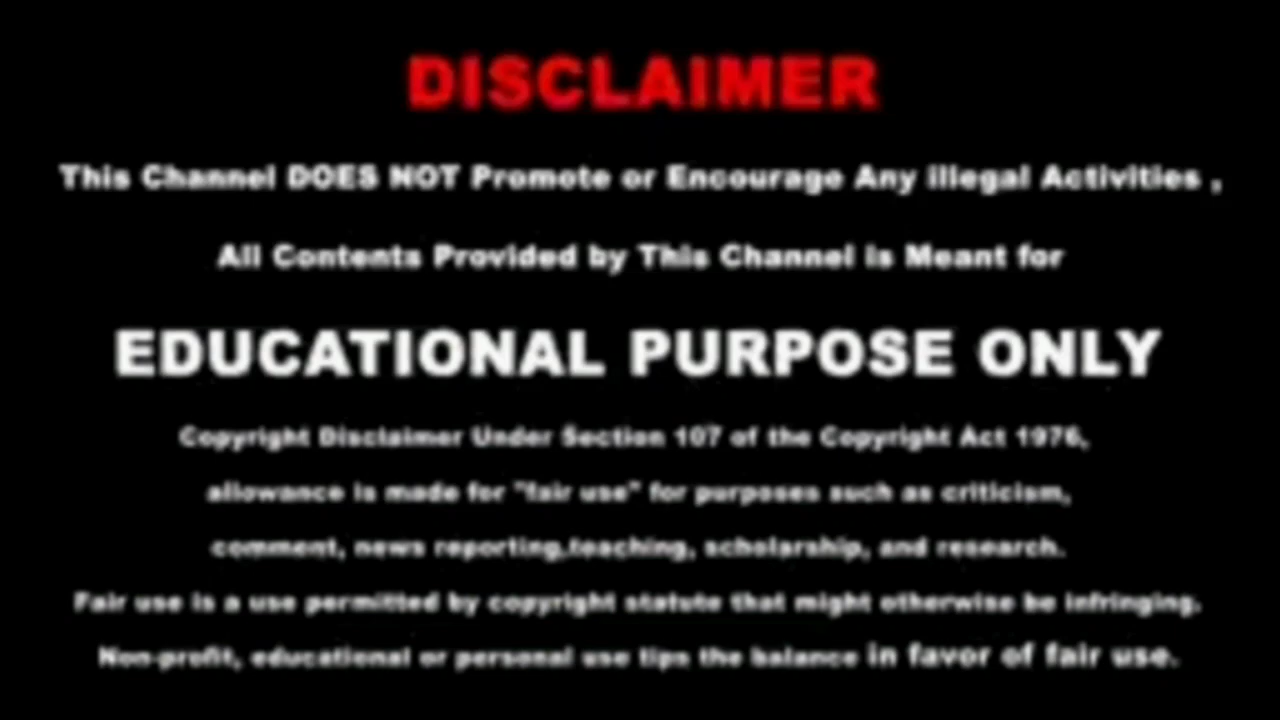 DISCLAIMER
This Channel DOES NOT Promote or Encourage Any illegal Activities ,
All Contents Provided by This Channel is Meant for
EDUCATIONAL PURPOSE ONLY
Copyright Disclaimer Under Section 107 of the Copyright Act 1976,
allowance is made for "fair use" for purposes such as criticism,
comment, news reporting,teaching, scholarship, and research.
Fair use is a use permitted by copyright statute that might otherwise be infringing.
Non-profit, educational or personal use tips the balance in favor of fair use.